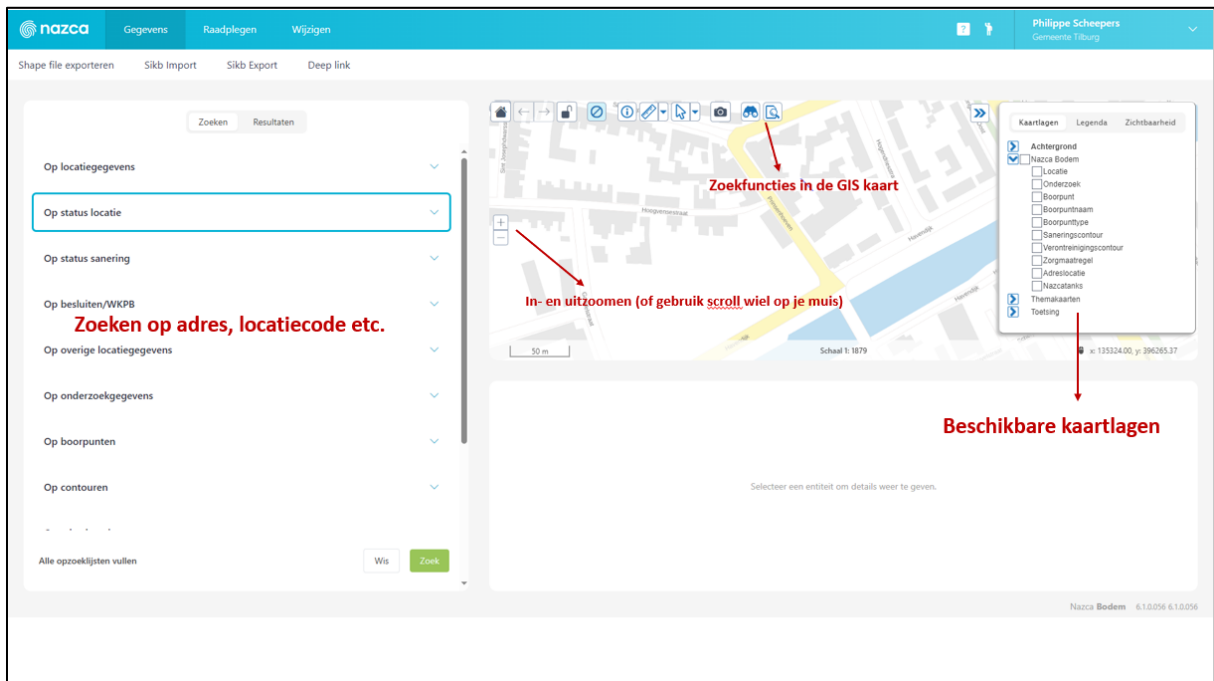 nazca
Gegevens
Raadplegen
Wijzigen
?
Philippe Scheepers
Gemeente Tilburg
Shape file exporteren
Sikb Import
Sikb Export
Deep link
Zoeken
Resultaten
Op locatiegegevens
Op status locatie
Op status sanering
Op besluiten/WKPB
Zoeken op adres, locatiecode etc.
Op overige locatiegegevens
Op onderzoekgegevens
Op boorpunten
Op contouren
Alle opzoeklijsten vullen
Wis
Zoek
Zoekfuncties in de GIS kaart
Hoogvensestraat
Havendijk
Havendijk
+
−
In- en uitzoomen (of gebruik scroll wiel op je muis)
50 m
Schaal 1: 1879
x: 135324.00, y: 396265.37
Kaartlagen
Legenda
Zichtbaarheid
Achtergrond
Nazca Bodem
Locatie
Onderzoek
Boorpunt
Boorpuntnaam
Boorpunttype
Saneringscontour
Verontreinigingscontour
Zorgmaatregel
Adreslocatie
Nazcatanks
Themakaarten
Toetsing
Beschikbare kaartlagen
Selecteer een entiteit om details weer te geven.
Nazca Bodem 6.1.0.056 6.1.0.056